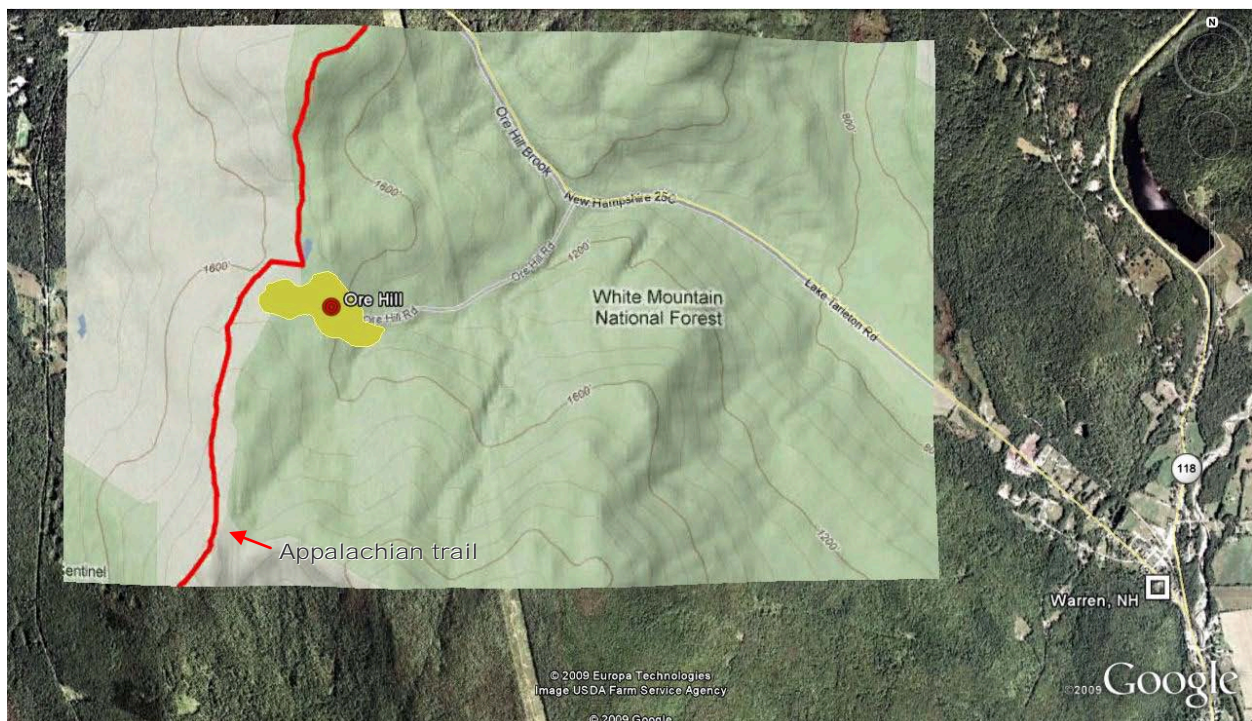 N
Ore Hill Brook
800'
1600'
New Hampshire 25C
Ore Hill Rd
1200'
1600'
Ore Hill
Ore Hill Rd
White Mountain
National Forest
Lake Tarleton Rd
1600'
118
1200'
Appalachian trail
Sentinel
Warren, NH
© 2009 Europa Technologies
Image USDA Farm Service Agency
©2009 Google
© 2009 Google